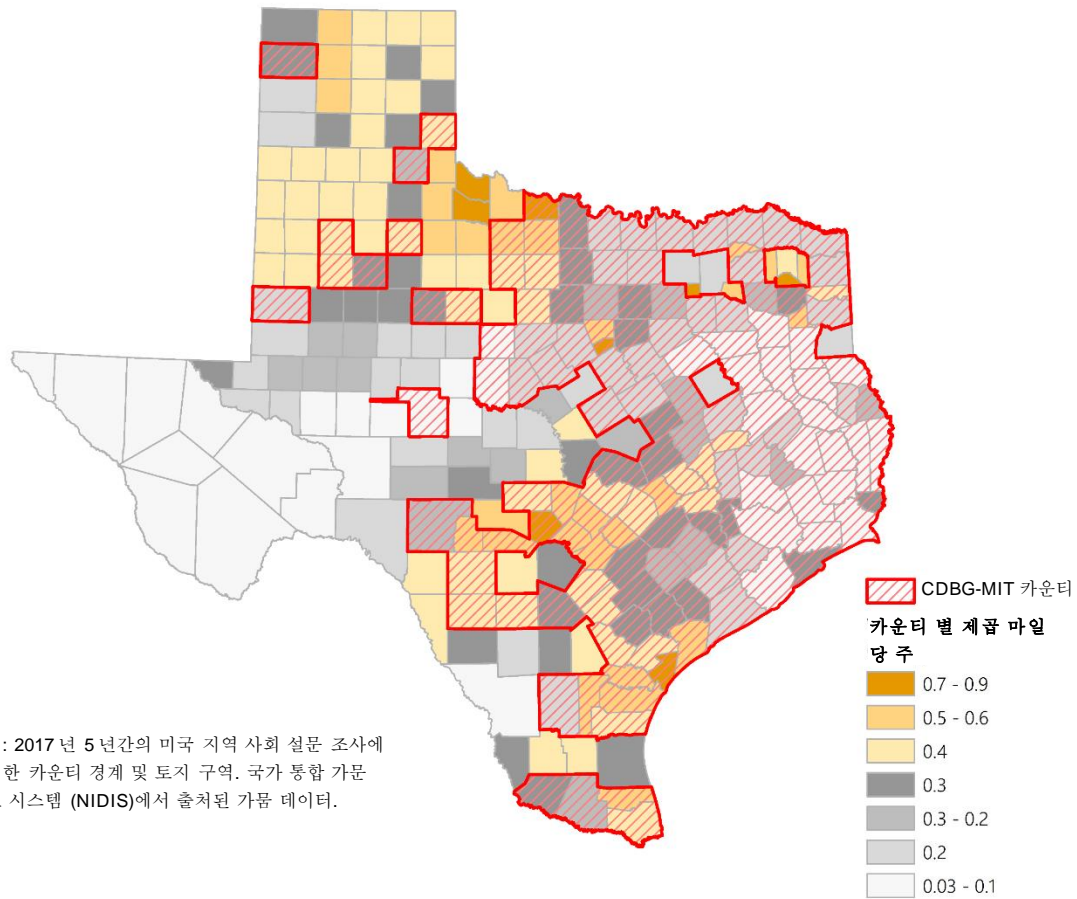 CDBG-MIT 카운티
카운티 별 제곱 마일
당 주
0.7 - 0.9
0.5 - 0.6
0.4
0.3
0.3 - 0.2
0.2
0.03 - 0.1
: 2017 년 5 년간의 미국 지역 사회 설문 조사에
한 카운티 경계 및 토지 구역. 국가 통합 가뭄
시스템 (NIDIS)에서 출처된 가뭄 데이터.